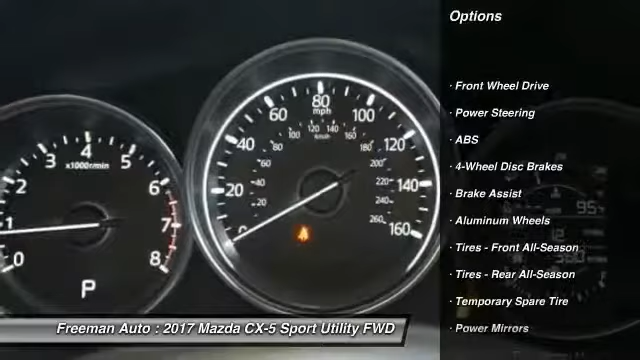 Options
· Front Wheel Drive
· Power Steering
· ABS
· 4-Wheel Disc Brakes
· Brake Assist
· Aluminum Wheels
· Tires - Front All-Season
· Tires - Rear All-Season
· Temporary Spare Tire
· Power Mirrors
0 1 2 3 4 5 6 7 8
x1000r/min
P
0 20 40 60 80 100 120 140 160
mph
20 40 60 80 100 120 140 160 180 200 220 240 260
km/h
Freeman Auto : 2017 Mazda CX-5 Sport Utility FWD